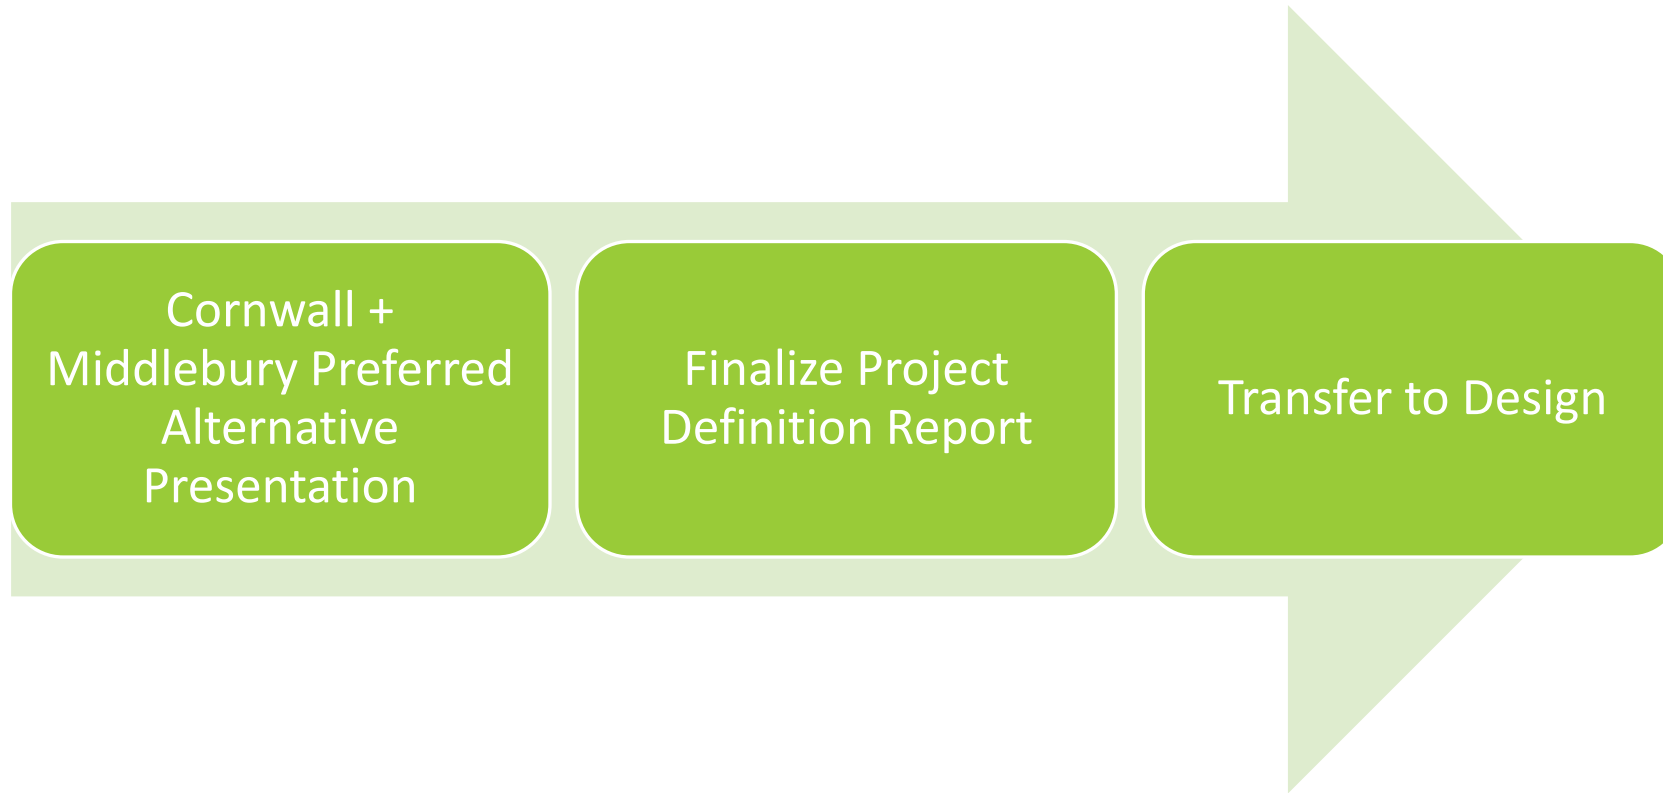 Cornwall +
Middlebury Preferred
Alternative
Presentation
Finalize Project
Definition Report
Transfer to Design